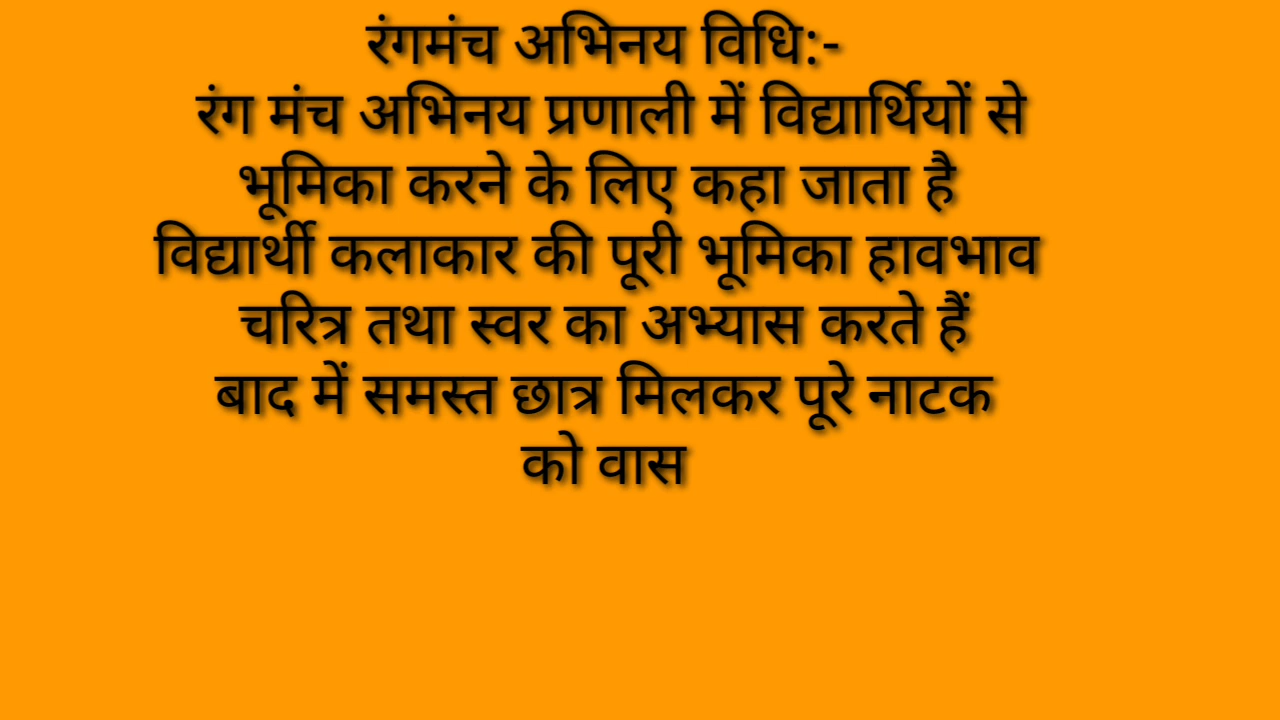 रंगमंच अभिनय विधि:-
रंग मंच अभिनय प्रणाली में विद्यार्थियों से
भूमिका करने के लिए कहा जाता है
विद्यार्थी कलाकार की पूरी भूमिका हावभाव
चरित्र तथा स्वर का अभ्यास करते हैं
बाद में समस्त छात्र मिलकर पूरे नाटक
को वास